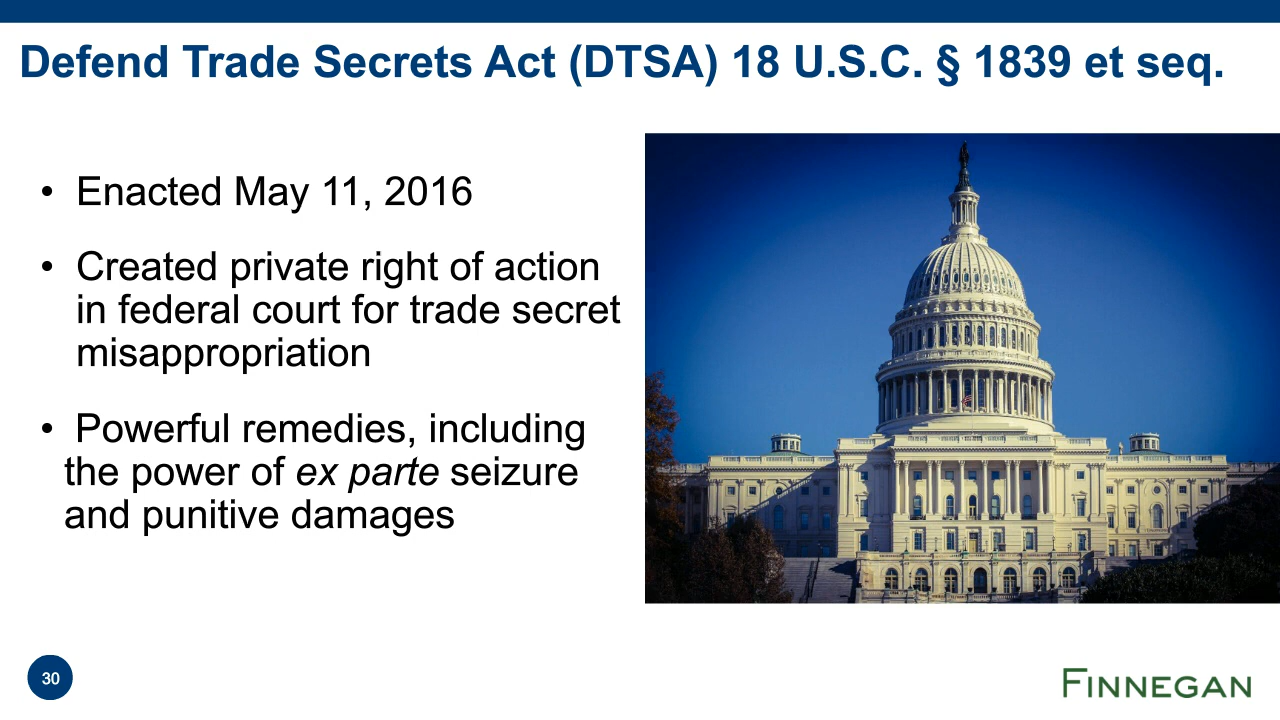 Defend Trade Secrets Act (DTSA) 18 U.S.C. § 1839 et seq.
• Enacted May 11, 2016
• Created private right of action
in federal court for trade secret
misappropriation
• Powerful remedies, including
the power of ex parte seizure
and punitive damages
30
FINNEGAN